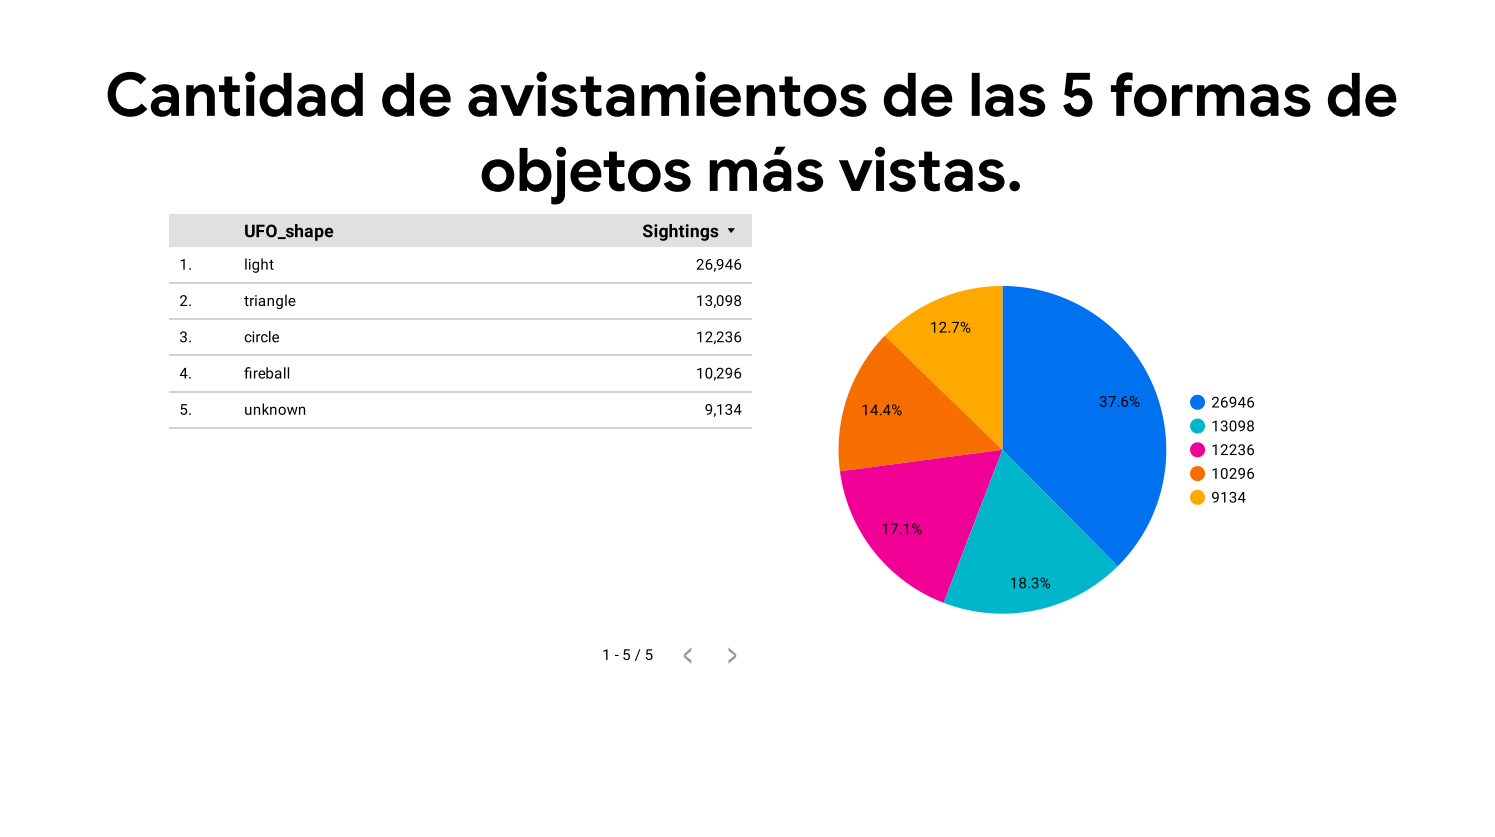 Cantidad de avistamientos de las 5 formas de
objetos más vistas.
UFO_shape Sightings
1. light 26,946
2. triangle 13,098
3. circle 12,236
4. fireball 10,296
5. unknown 9,134
1 - 5 / 5
12.7%
37.6%
14.4%
17.1%
18.3%
26946
13098
12236
10296
9134